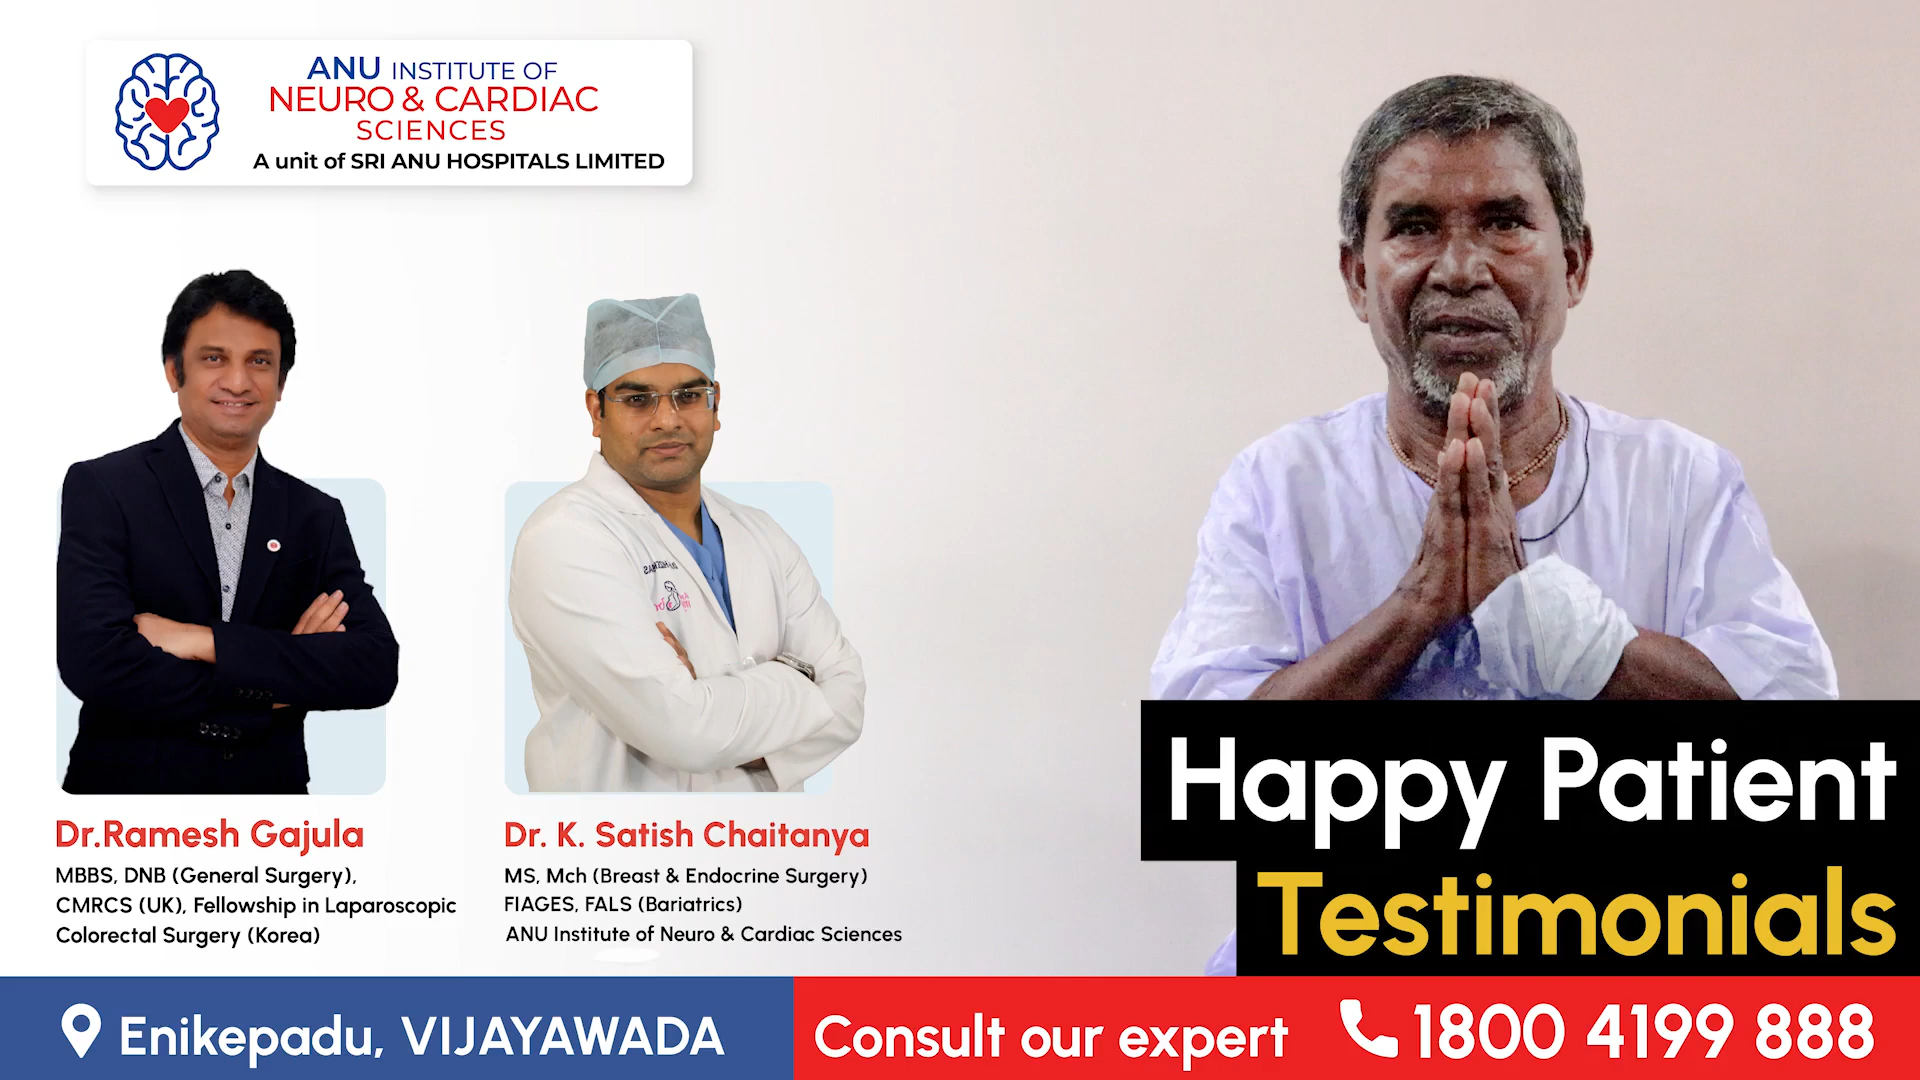 ANU INSTITUTE OF
NEURO & CARDIAC
SCIENCES
A unit of SRI ANU HOSPITALS LIMITED
Dr.Ramesh Gajula
MBBS, DNB (General Surgery),
CMRCS (UK), Fellowship in Laparoscopic
Colorectal Surgery (Korea)
Dr. K. Satish Chaitanya
MS, Mch (Breast & Endocrine Surgery)
FIAGES, FALS (Bariatrics)
ANU Institute of Neuro & Cardiac Sciences
Happy Patient
Testimonials
Enikepadu, VIJAYAWADA
Consult our expert
1800 4199 888